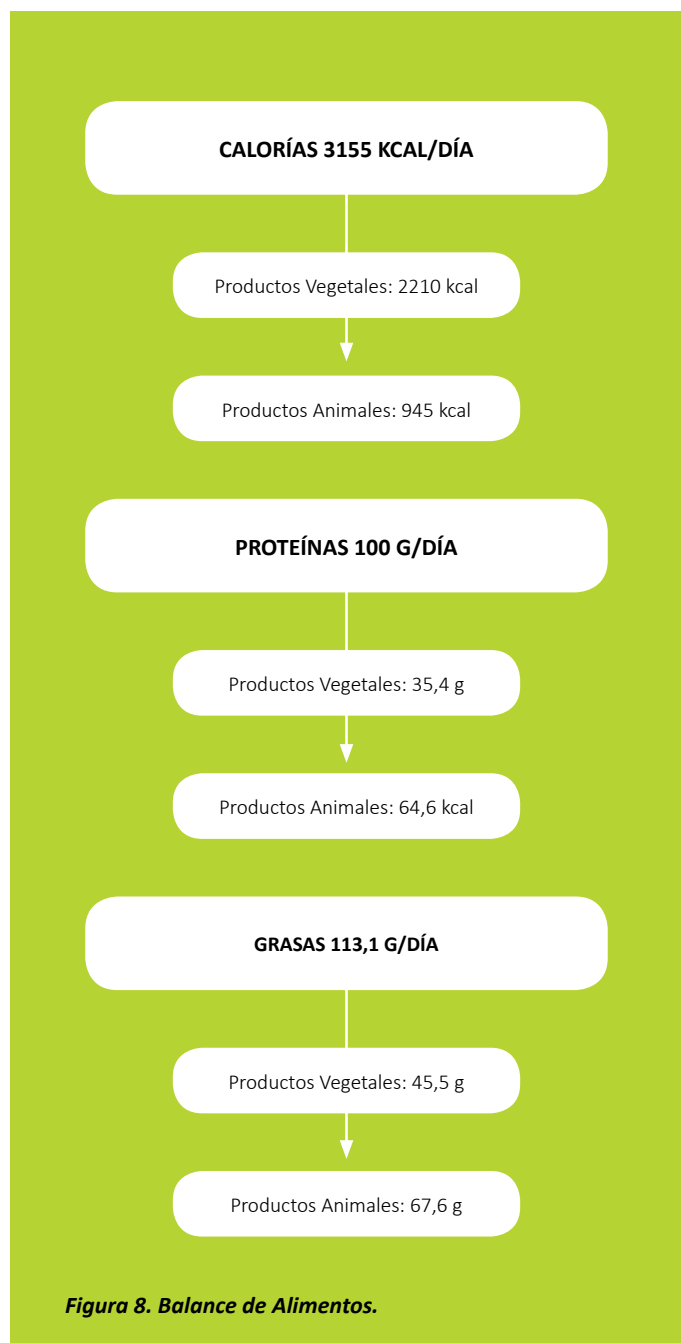 CALORÍAS 3155 KCAL/DÍA
Productos Vegetales: 2210 kcal
Productos Animales: 945 kcal
PROTEÍNAS 100 G/DÍA
Productos Vegetales: 35,4 g
Productos Animales: 64,6 kcal
GRASAS 113,1 G/DÍA
Productos Vegetales: 45,5 g
Productos Animales: 67,6 g
Figura 8. Balance de Alimentos.